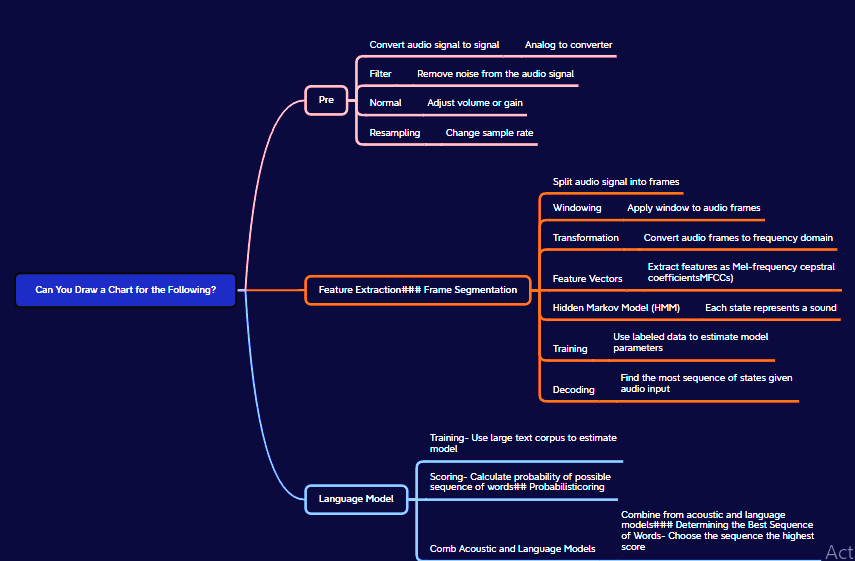 Convert audio signal to signal Analog to converter
Filter Remove noise from the audio signal
Pre
Normal Adjust volume or gain
Resampling Change sample rate
Split audio signal into frames
Windowing Apply window to audio frames
Transformation Convert audio frames to frequency domain
Can You Draw a Chart for the Following?
Feature Extraction### Frame Segmentation
Feature Vectors Extract features as Mel-frequency cepstral
coefficientsMFCCs)
Hidden Markov Model (HMM) Each state represents a sound
Training Use labeled data to estimate model
parameters
Decoding Find the most sequence of states given
audio input
Language Model
Training- Use large text corpus to estimate
model
Scoring- Calculate probability of possible
sequence of words## Probabilisticoring
Comb Acoustic and Language Models
Combine from acoustic and language
models### Determining the Best Sequence
of Words- Choose the sequence the highest
score
Act